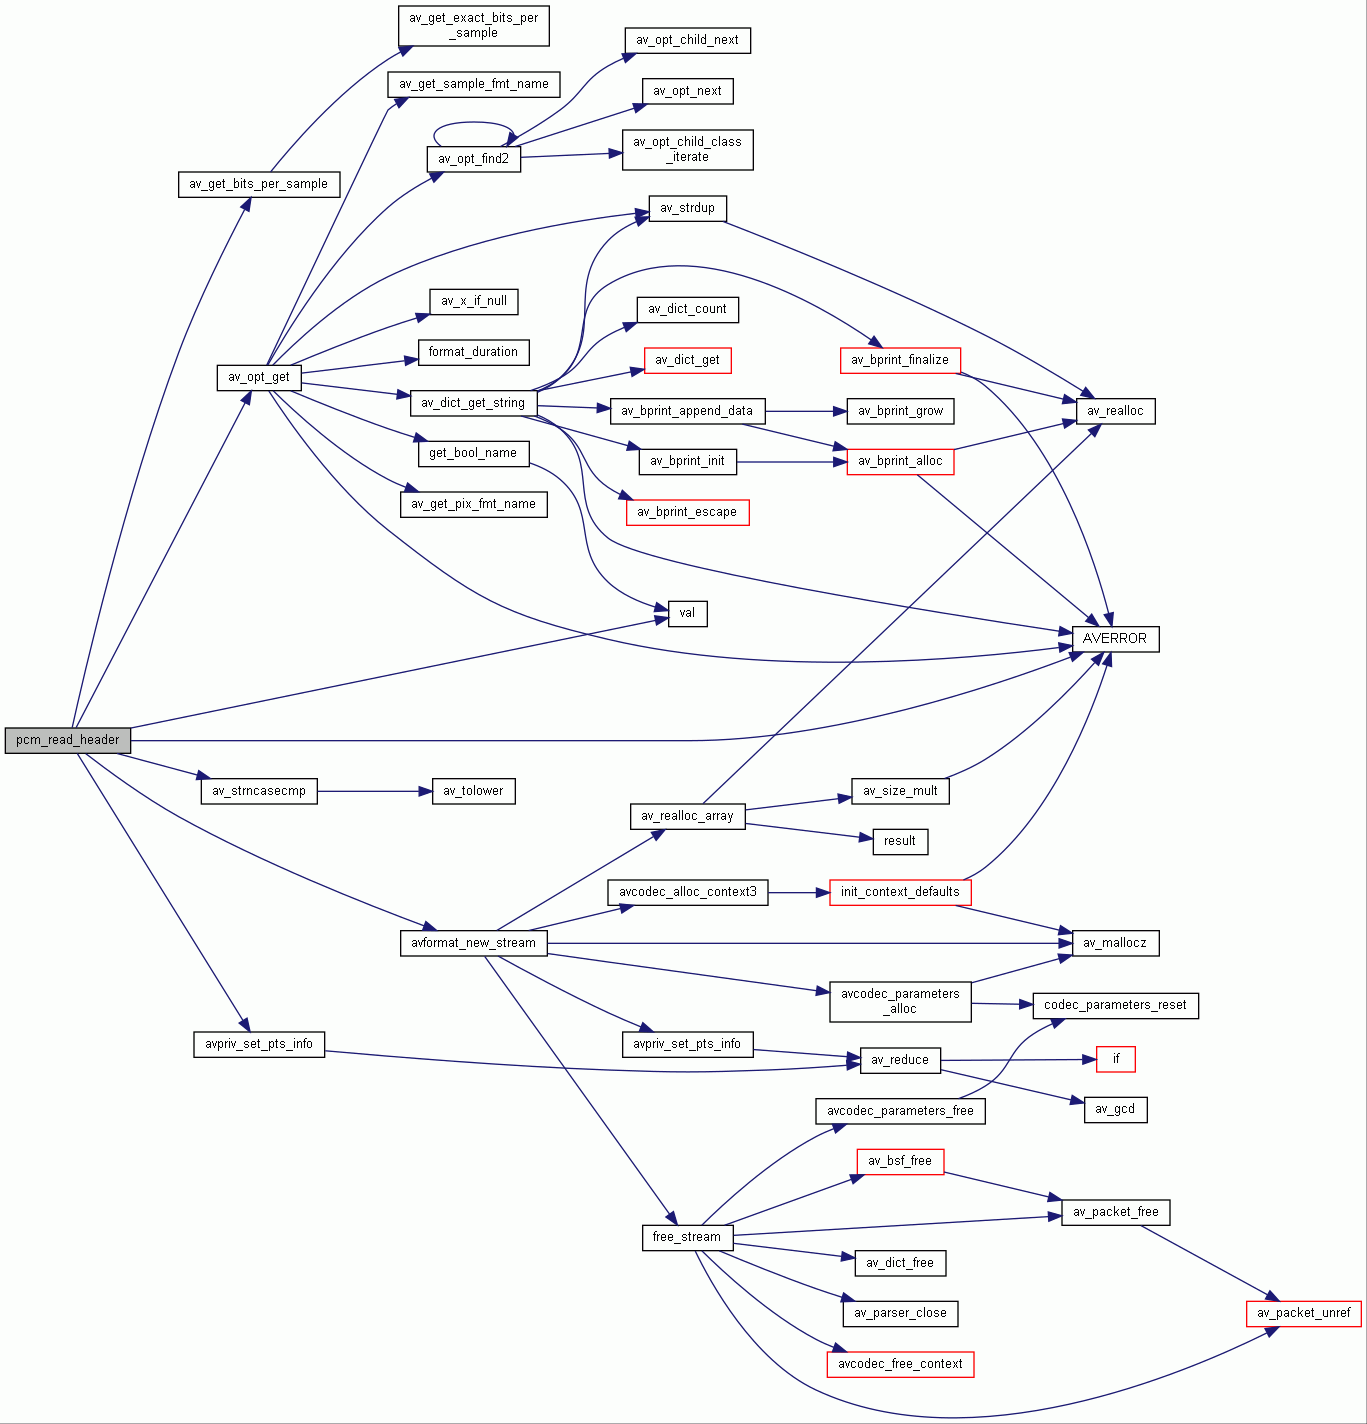 av_get_exact_bits_per
_sample
av_opt_child_next
av_get_sample_fmt_name
av_opt_next
av_opt_find2
av_opt_child_class
_iterate
av_get_bits_per_sample
av_strdup
av_x_if_null
av_dict_count
format_duration
av_dict_get
av_bprint_finalize
av_opt_get
av_dict_get_string
av_bprint_append_data
av_bprint_grow
av_realloc
get_bool_name
av_bprint_init
av_bprint_alloc
av_get_pix_fmt_name
av_bprint_escape
val
AVERROR
pcm_read_header
av_strncasecmp
av_tolower
av_size_mult
av_realloc_array
result
avcodec_alloc_context3
init_context_defaults
avformat_new_stream
av_mallocz
avcodec_parameters
_alloc
codec_parameters_reset
avpriv_set_pts_info
avpriv_set_pts_info
av_reduce
if
avcodec_parameters_free
av_gcd
av_bsf_free
av_packet_free
free_stream
av_dict_free
av_parser_close
av_packet_unref
avcodec_free_context